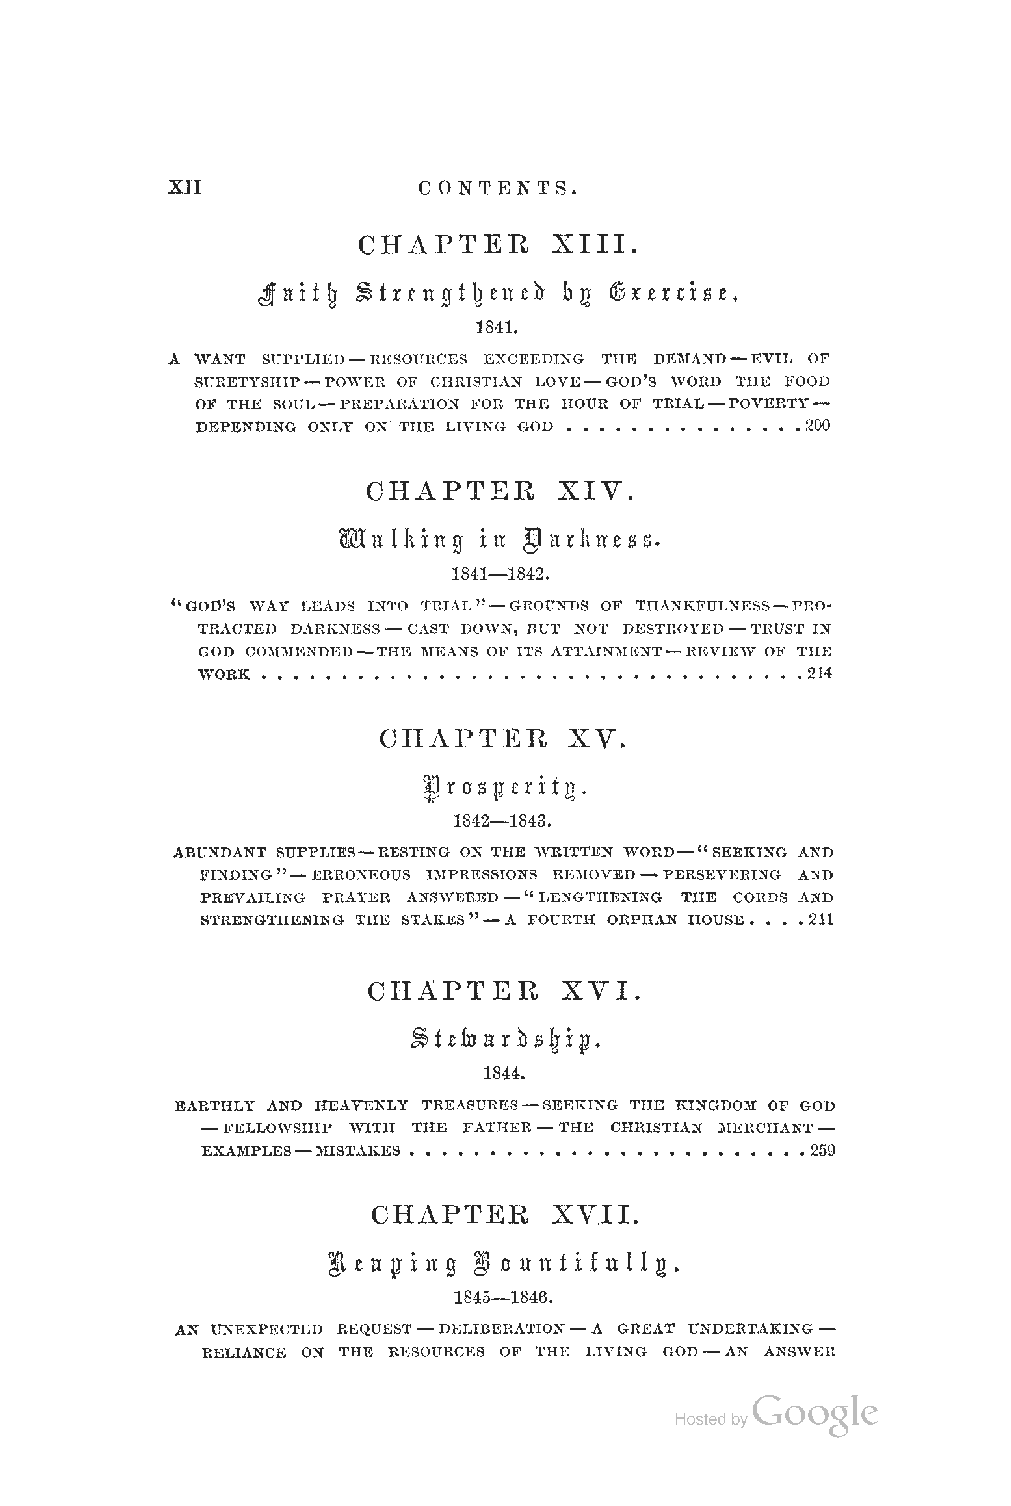 XII CONTENTS.
CHAPTER XIII.
Faith Strengthened by Exercise.
1841.
A WANT SUPPLIED — RESOURCES EXCEEDING THE DEMAND — EVIL OF
SURETYSHIP — POWER OF CHRISTIAN LOVE — GOD'S WORD THE FOOD
OF THE SOUL — PREPARATION FOR THE HOUR OF TRIAL — POVERTY —
DEPENDING ONLY ON THE LIVING GOD . . . . . . . . . . . . . . . 200
CHAPTER XIV.
Walking in Darkness.
1841—1842.
"GOD'S WAY LEADS INTO TRIAL" — GROUNDS OF THANKFULNESS — PRO-
TRACTED DARKNESS — CAST DOWN, BUT NOT DESTROYED — TRUST IN
GOD COMMENDED — THE MEANS OF ITS ATTAINMENT — REVIEW OF THE
WORK . . . . . . . . . . . . . . . . . . . . . . . . . . . . . . . . . . 214
CHAPTER XV.
Prosperity.
1842—1843.
ABUNDANT SUPPLIES — RESTING ON THE WRITTEN WORD — "SEEKING AND
FINDING" — ERRONEOUS IMPRESSIONS REMOVED — PERSEVERING AND
PREVAILING PRAYER ANSWERED — "LENGTHENING THE CORDS AND
STRENGTHENING THE STAKES" — A FOURTH ORPHAN HOUSE . . . . 241
CHAPTER XVI.
Stewardship.
1844.
EARTHLY AND HEAVENLY TREASURES — SEEKING THE KINGDOM OF GOD
— FELLOWSHIP WITH THE FATHER — THE CHRISTIAN MERCHANT —
EXAMPLES — MISTAKES . . . . . . . . . . . . . . . . . . . . . . . . . 259
CHAPTER XVII.
Reaping Bountifully.
1845—1846.
AN UNEXPECTED REQUEST — DELIBERATION — A GREAT UNDERTAKING —
RELIANCE ON THE RESOURCES OF THE LIVING GOD — AN ANSWER
Hosted by Google